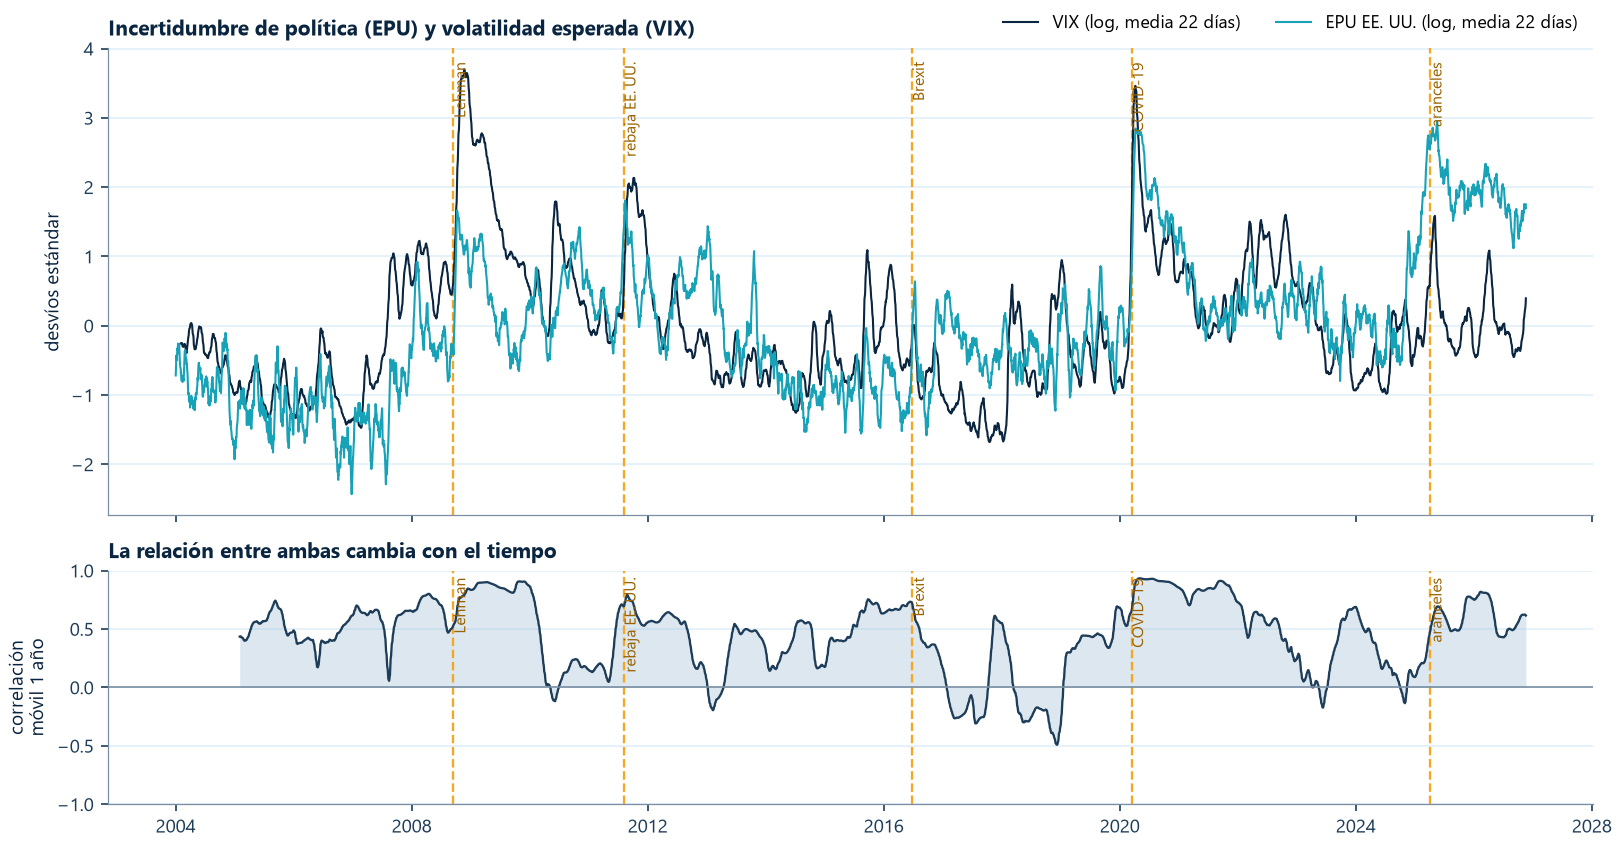 Incertidumbre de política (EPU) y volatilidad esperada (VIX)
VIX (log, media 22 días)
EPU EE. UU. (log, media 22 días)
desvíos estándar
4
3
2
1
0
−1
−2
Lehman
rebaja EE. UU.
Brexit
COVID-19
aranceles
La relación entre ambas cambia con el tiempo
correlación
móvil 1 año
1.0
0.5
0.0
−0.5
−1.0
Lehman
rebaja EE. UU.
Brexit
COVID-19
aranceles
2004
2008
2012
2016
2020
2024
2028